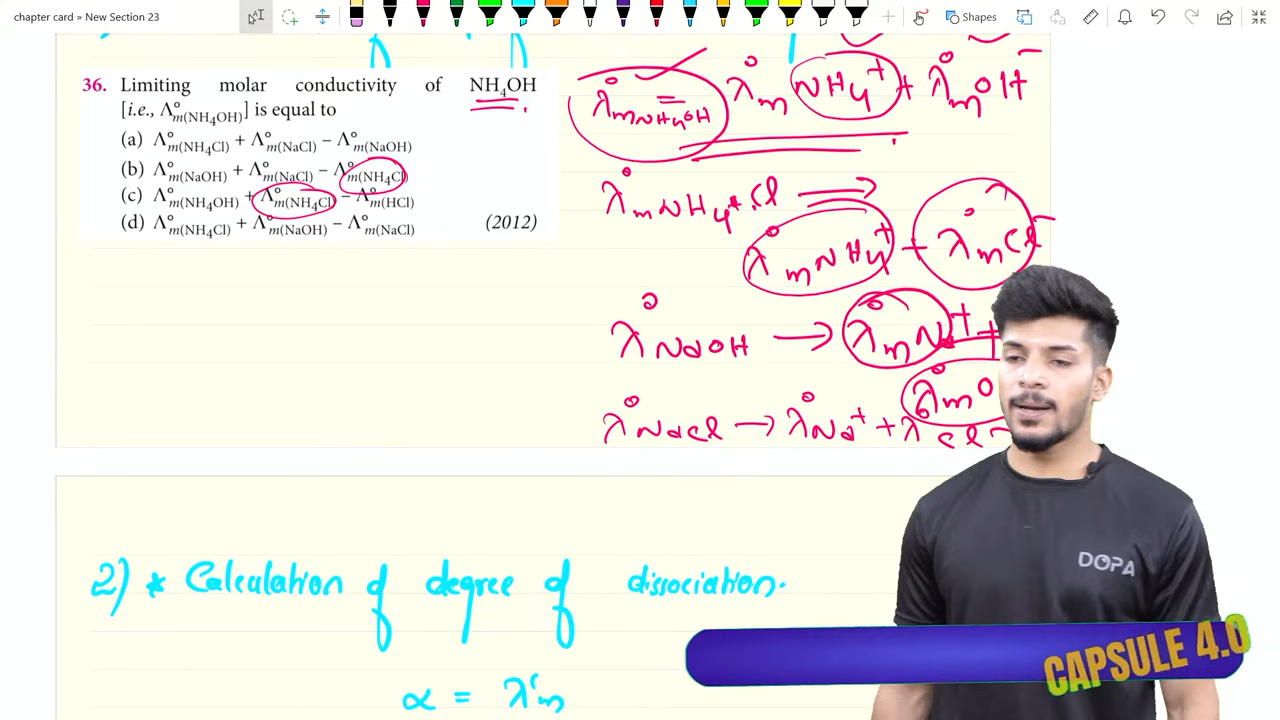 chapter card » New Section 23
Shapes
36. Limiting molar conductivity of NH₄OH
[i.e., Λ°m(NH₄OH)] is equal to
(a) Λ°m(NH₄Cl) + Λ°m(NaCl) – Λ°m(NaOH)
(b) Λ°m(NaOH) + Λ°m(NaCl) – Λ°m(NH₄Cl)
(c) Λ°m(NH₄OH) + Λ°m(NH₄Cl) – Λ°m(HCl)
(d) Λ°m(NH₄Cl) + Λ°m(NaOH) – Λ°m(NaCl) (2012)
λ°mNH₄OH = λ°m NH₄⁺ + λ°m OH⁻
λ°m NH₄⁺.Cl ⟹
λ°m NH₄⁺ + λ°m Cl⁻
λ° NaOH → λ°m Na⁺ +
λ°m O
λ° NaCl → λ° Na⁺ + λ Cl⁻
2) * Calculation of degree of dissociation.
α = λᶜm
DOPA
CAPSULE 4.0